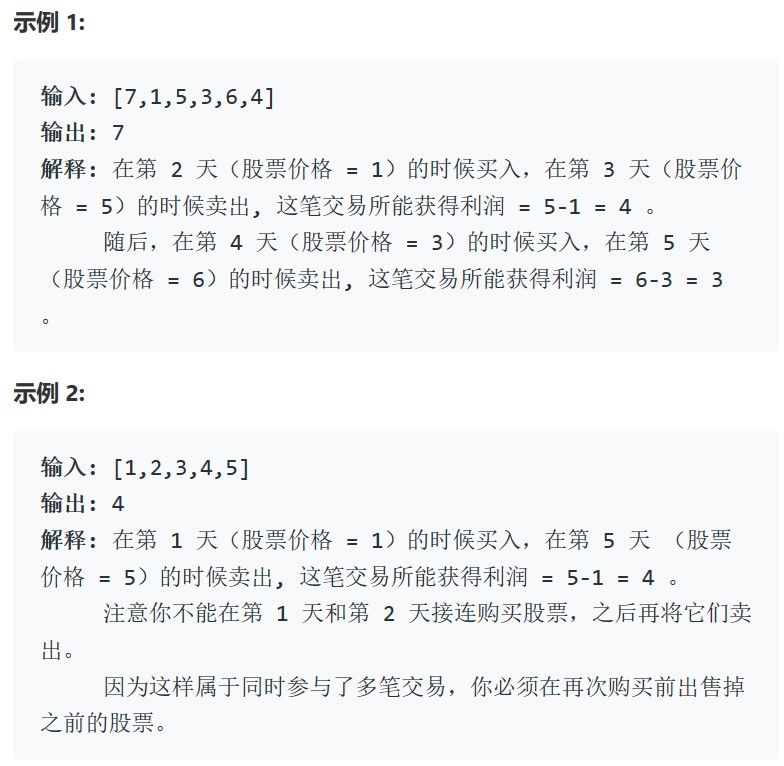 示例 1:
输入: [7,1,5,3,6,4]
输出: 7
解释: 在第 2 天（股票价格 = 1）的时候买入，在第 3 天（股票价
格 = 5）的时候卖出, 这笔交易所能获得利润 = 5-1 = 4 。
随后，在第 4 天（股票价格 = 3）的时候买入，在第 5 天
（股票价格 = 6）的时候卖出, 这笔交易所能获得利润 = 6-3 = 3
。
示例 2:
输入: [1,2,3,4,5]
输出: 4
解释: 在第 1 天（股票价格 = 1）的时候买入，在第 5 天 （股票
价格 = 5）的时候卖出, 这笔交易所能获得利润 = 5-1 = 4 。
注意你不能在第 1 天和第 2 天接连购买股票，之后再将它们卖
出。
因为这样属于同时参与了多笔交易，你必须在再次购买前出售掉
之前的股票。